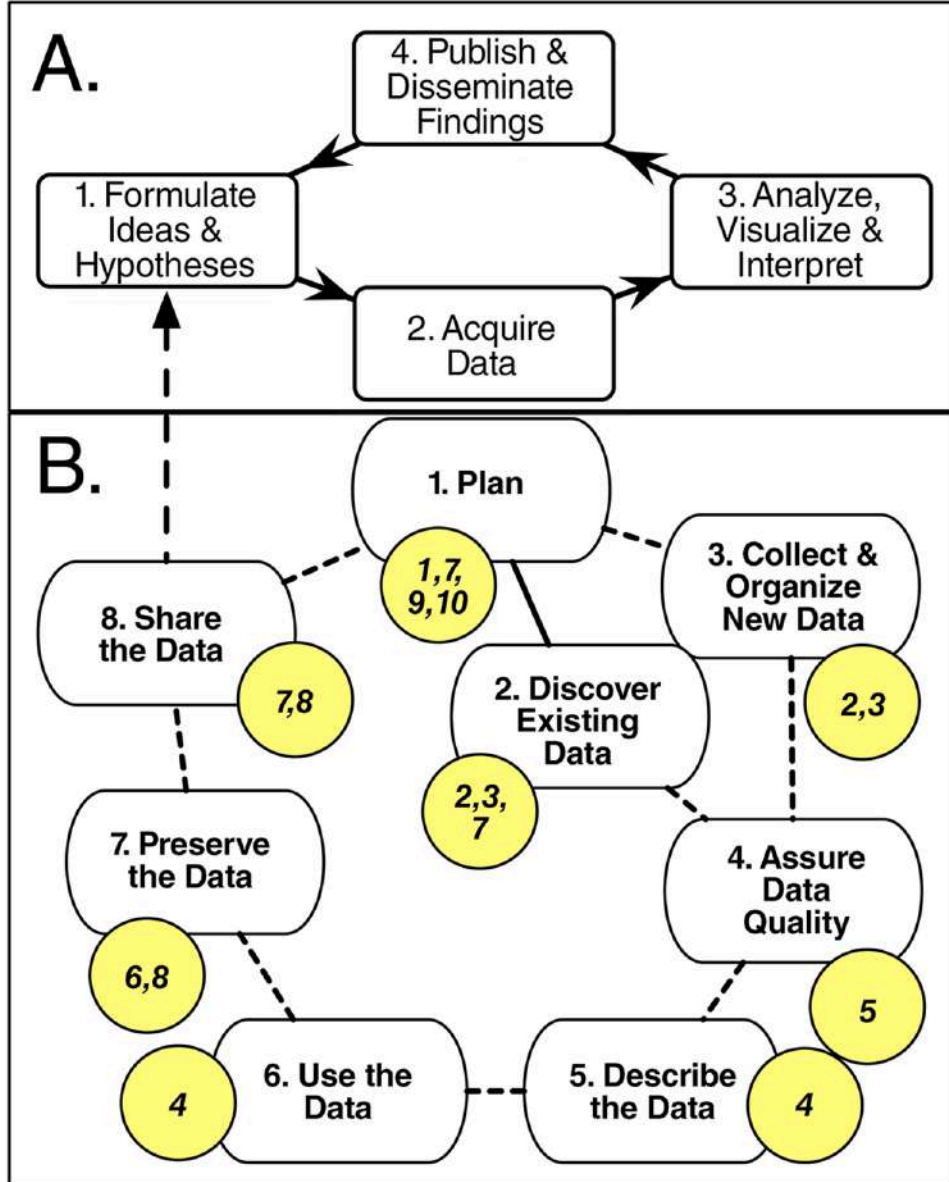 A.
4. Publish &
Disseminate
Findings
1. Formulate
Ideas &
Hypotheses
3. Analyze,
Visualize &
Interpret
2. Acquire
Data
B.
1. Plan
1,7,
9,10
3. Collect &
Organize
New Data
2,3
8. Share
the Data
7,8
2. Discover
Existing
Data
2,3,
7
7. Preserve
the Data
6,8
4. Assure
Data
Quality
5
6. Use the
Data
4
5. Describe
the Data
4